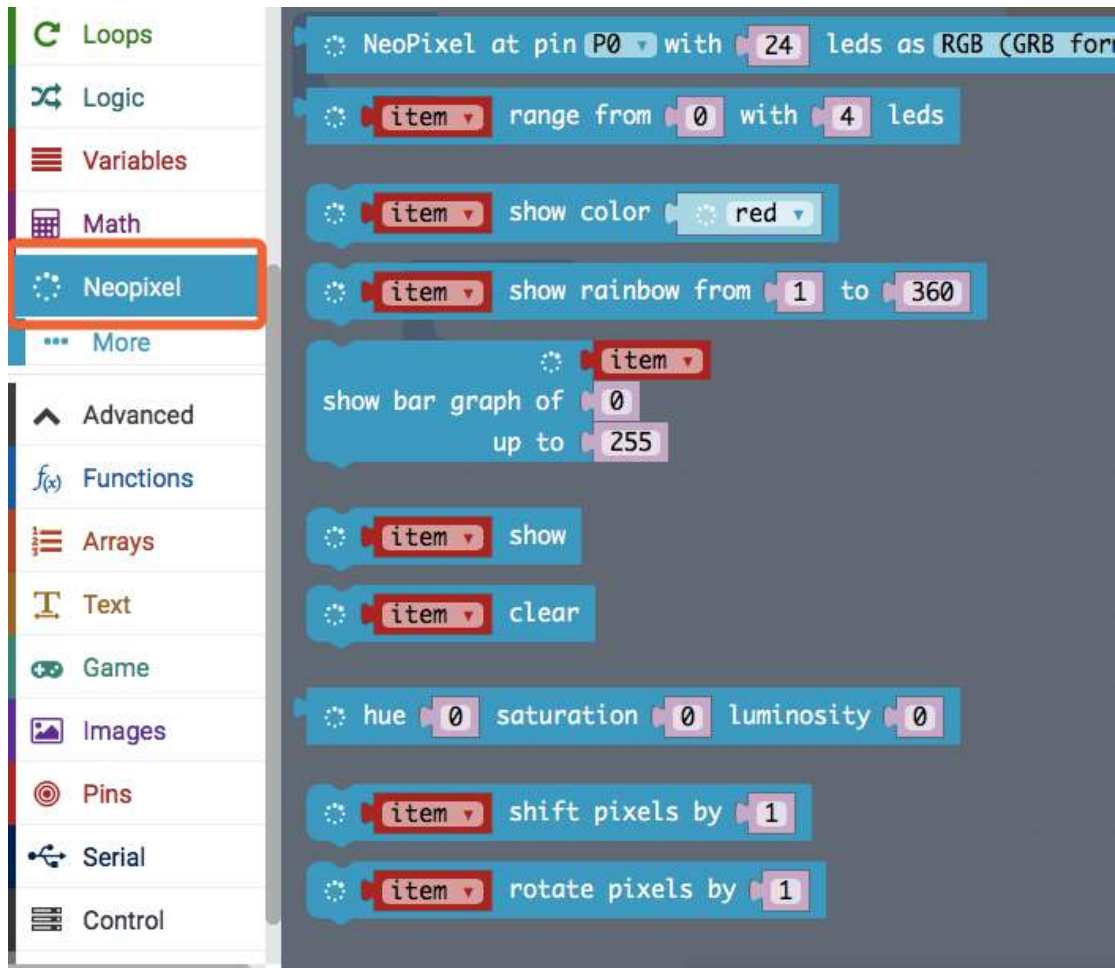 Loops
Logic
Variables
Math
Neopixel
More
Advanced
f(x) Functions
Arrays
Text
Game
Images
Pins
Serial
Control
NeoPixel at pin P0 with 24 leds as RGB (GRB for
item range from 0 with 4 leds
item show color red
item show rainbow from 1 to 360
item
show bar graph of 0
up to 255
item show
item clear
hue 0 saturation 0 luminosity 0
item shift pixels by 1
item rotate pixels by 1